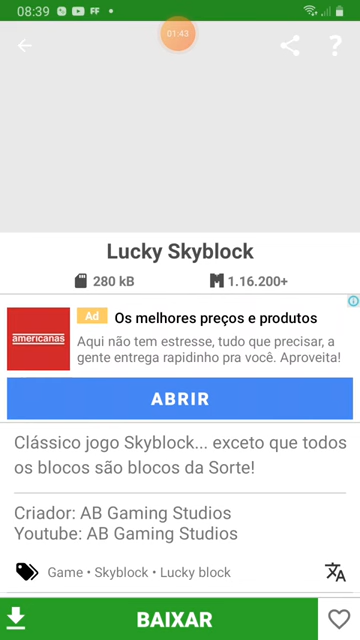 08:39
01:43
Lucky Skyblock
280 kB
1.16.200+
americanas
Ad
Os melhores preços e produtos
Aqui não tem estresse, tudo que precisar, a
gente entrega rapidinho pra você. Aproveita!
ABRIR
Clássico jogo Skyblock... exceto que todos
os blocos são blocos da Sorte!
Criador: AB Gaming Studios
Youtube: AB Gaming Studios
Game • Skyblock • Lucky block
BAIXAR